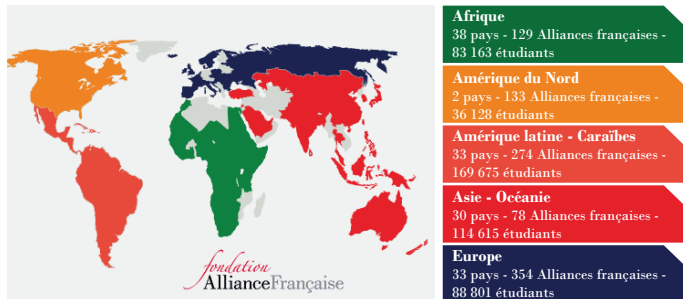 Afrique
38 pays - 129 Alliances françaises -
83 163 étudiants
Amérique du Nord
2 pays - 133 Alliances françaises -
36 128 étudiants
Amérique latine - Caraïbes
33 pays - 274 Alliances françaises -
169 675 étudiants
Asie - Océanie
30 pays - 78 Alliances françaises -
114 615 étudiants
Europe
33 pays - 354 Alliances françaises -
88 801 étudiants
fondation
AllianceFrançaise